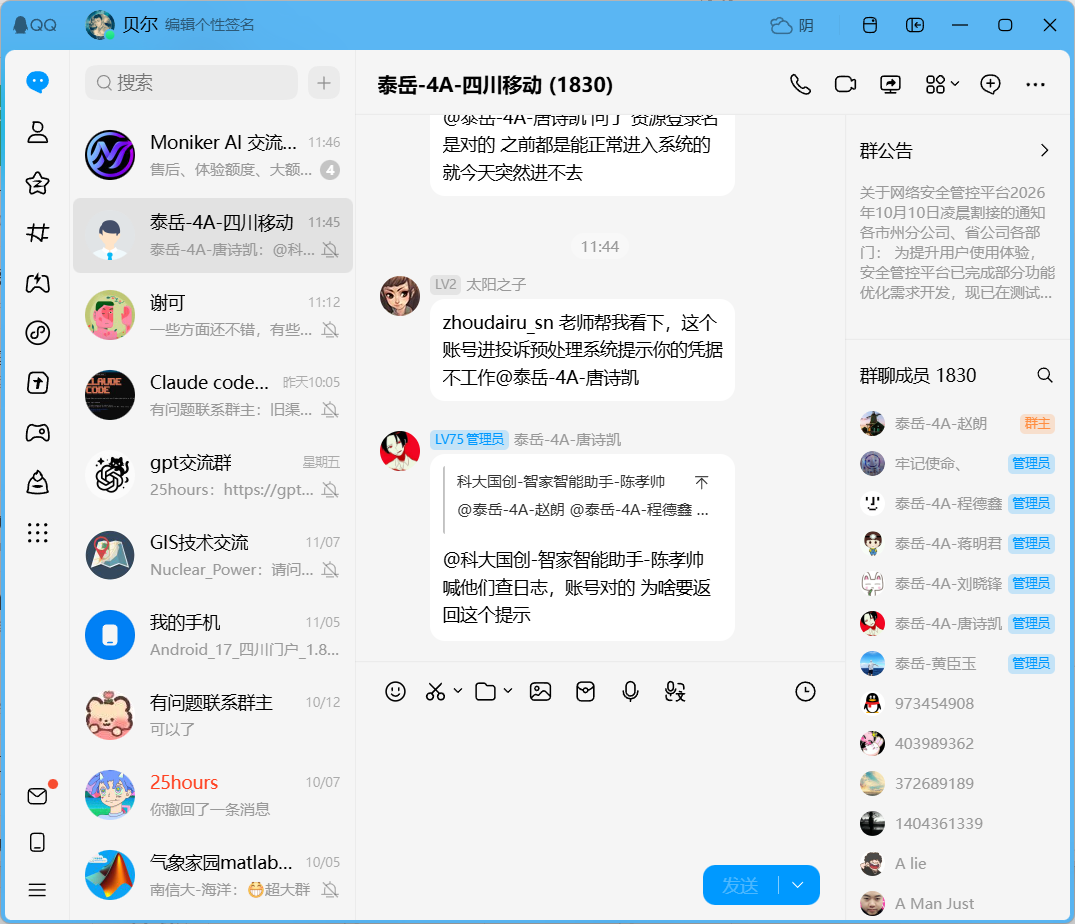 QQ
贝尔 编辑个性签名
阴
搜索
Moniker AI 交流... 11:46
售后、体验额度、大额... 4
泰岳-4A-四川移动 11:45
泰岳-4A-唐诗凯：@科...
谢可 11:12
一些方面还不错，有些...
CLAUDE
CODE
Claude code... 昨天10:05
有问题联系群主：旧渠...
gpt交流群 星期五
25hours：https://gpt...
GIS技术交流 11/07
Nuclear_Power：请问...
我的手机 11/05
Android_17_四川门户_1.8...
有问题联系群主 10/12
可以了
25hours 10/07
你撤回了一条消息
气象家园matlab... 10/05
南信大-海洋：😁超大群
泰岳-4A-四川移动 (1830)
@泰岳-4A-唐诗凯 问了 资源登录名
是对的 之前都是能正常进入系统的
就今天突然进不去
11:44
LV2 太阳之子
zhoudairu_sn 老师帮我看下，这个
账号进投诉预处理系统提示你的凭据
不工作@泰岳-4A-唐诗凯
LV75 管理员 泰岳-4A-唐诗凯
科大国创-智家智能助手-陈孝帅
@泰岳-4A-赵朗 @泰岳-4A-程德鑫 ...
@科大国创-智家智能助手-陈孝帅
喊他们查日志，账号对的 为啥要返
回这个提示
发送
群公告
关于网络安全管控平台2026
年10月10日凌晨割接的通知
各市州分公司、省公司各部
门： 为提升用户使用体验，
安全管控平台已完成部分功能
优化需求开发，现已在测试...
群聊成员 1830
泰岳-4A-赵朗 群主
牢记使命、 管理员
泰岳-4A-程德鑫 管理员
泰岳-4A-蒋明君 管理员
泰岳-4A-刘晓锋 管理员
泰岳-4A-唐诗凯 管理员
泰岳-黄臣玉 管理员
973454908
403989362
372689189
1404361339
A lie
A Man Just